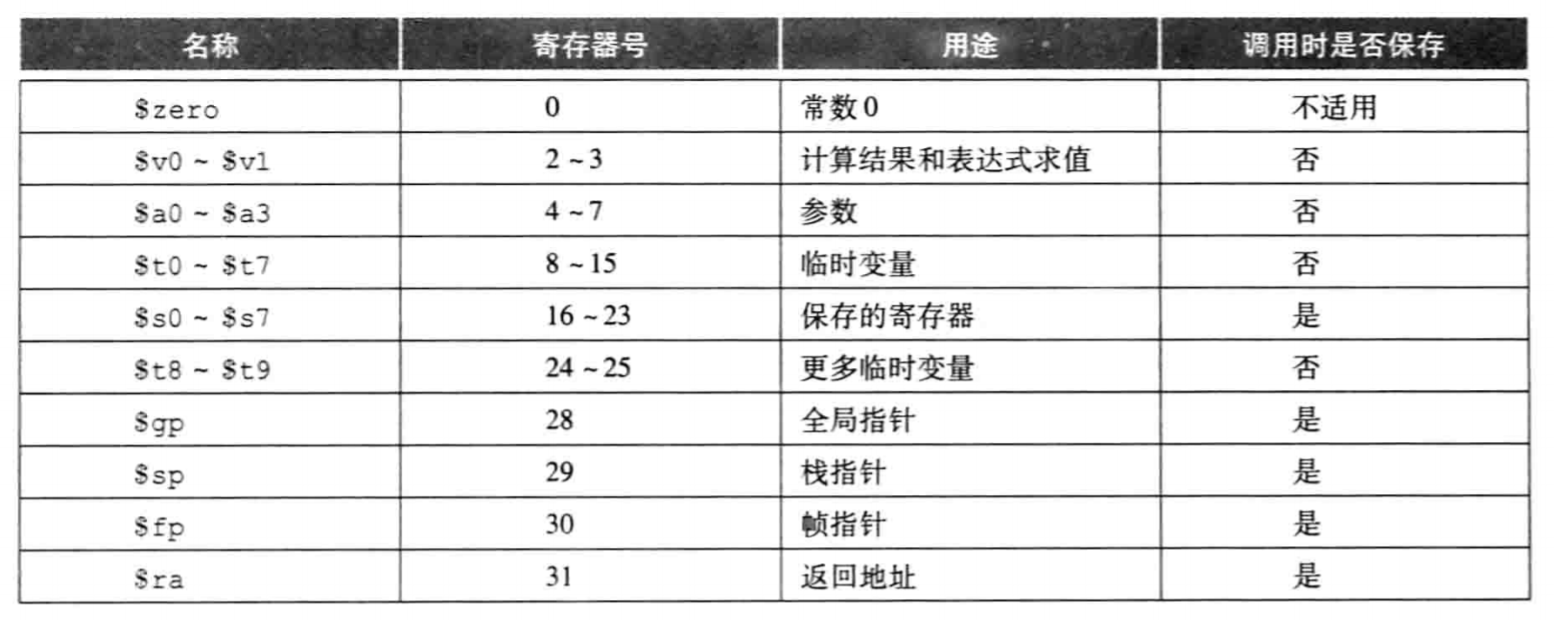 名称 寄存器号 用途 调用时是否保存
$zero 0 常数0 不适用
$v0 ~ $v1 2 ~ 3 计算结果和表达式求值 否
$a0 ~ $a3 4 ~ 7 参数 否
$t0 ~ $t7 8 ~ 15 临时变量 否
$s0 ~ $s7 16 ~ 23 保存的寄存器 是
$t8 ~ $t9 24 ~ 25 更多临时变量 否
$gp 28 全局指针 是
$sp 29 栈指针 是
$fp 30 帧指针 是
$ra 31 返回地址 是